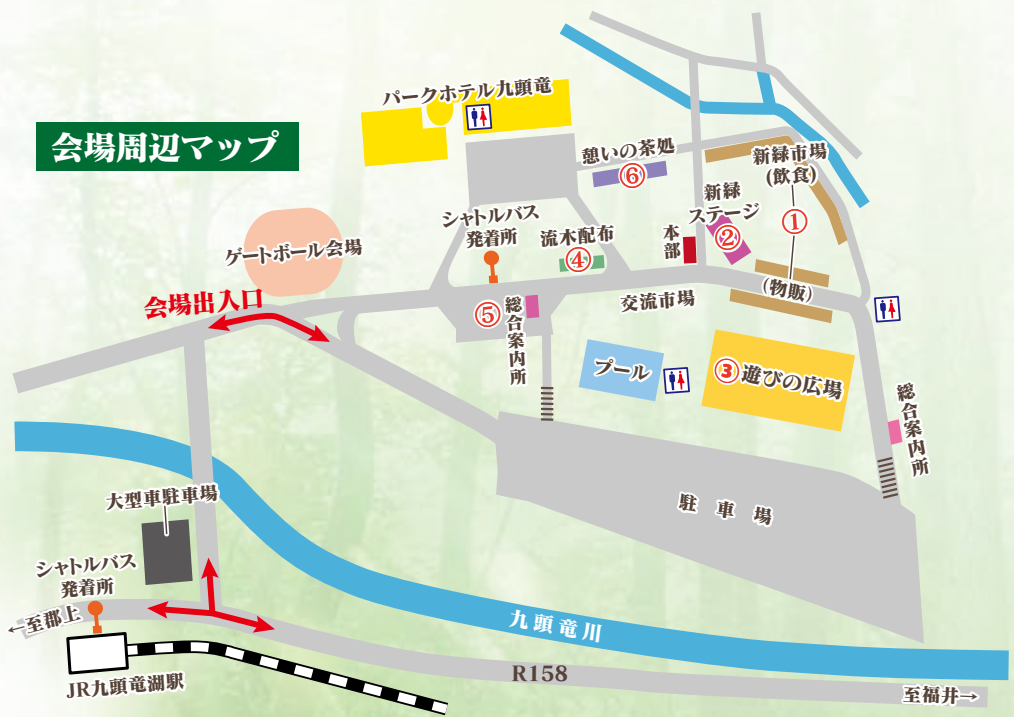 会場周辺マップ
パークホテル九頭竜
憩いの茶処
⑥
新緑市場
(飲食)
①
新緑
ステージ
②
本部
シャトルバス
発着所
流木配布
④
ゲートボール会場
会場出入口
⑤
総合案内所
交流市場
(物販)
プール
③遊びの広場
総合案内所
駐車場
大型車駐車場
シャトルバス
発着所
←至郡上
JR九頭竜湖駅
九頭竜川
R158
至福井→